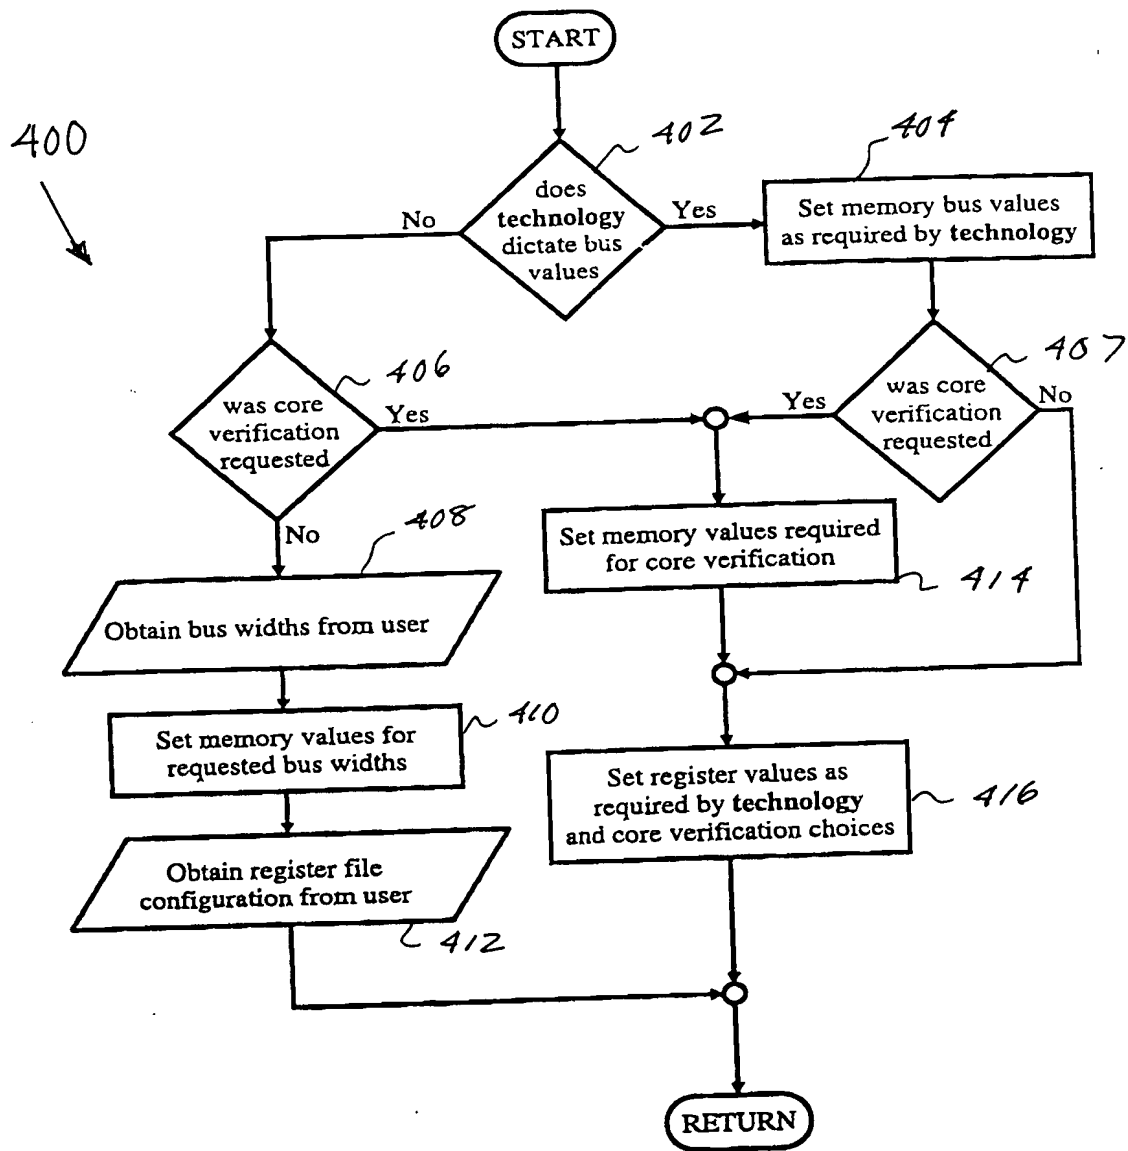 START
400
402
404
does
technology
dictate bus
values
No
Yes
Set memory bus values
as required by technology
406
was core
verification
requested
Yes
407
was core
verification
requested
Yes
No
No
408
Obtain bus widths from user
Set memory values required
for core verification
414
Set memory values for
requested bus widths
410
Set register values as
required by technology
and core verification choices
416
Obtain register file
configuration from user
412
RETURN